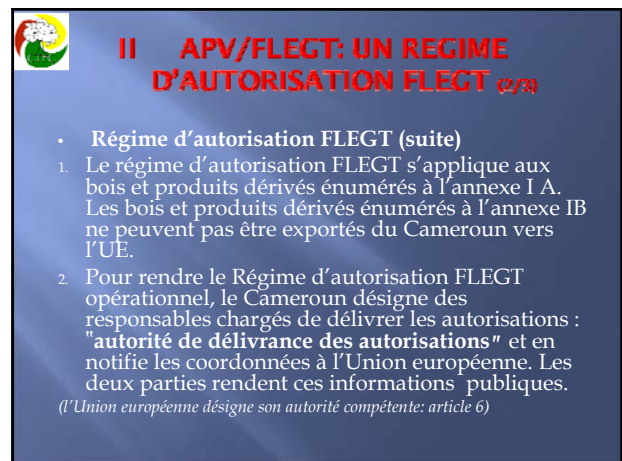 II APV/FLEGT: UN REGIME
D'AUTORISATION FLEGT (2/3)
• Régime d'autorisation FLEGT (suite)
1. Le régime d'autorisation FLEGT s'applique aux
bois et produits dérivés énumérés à l'annexe I A.
Les bois et produits dérivés énumérés à l'annexe IB
ne peuvent pas être exportés du Cameroun vers
l'UE.
2. Pour rendre le Régime d'autorisation FLEGT
opérationnel, le Cameroun désigne des
responsables chargés de délivrer les autorisations :
"autorité de délivrance des autorisations" et en
notifie les coordonnées à l'Union européenne. Les
deux parties rendent ces informations publiques.
(l'Union européenne désigne son autorité compétente: article 6)